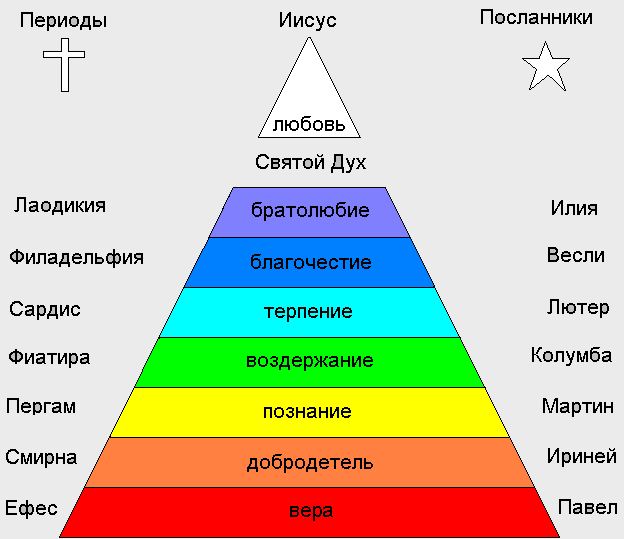 Периоды Иисус Посланники
любовь
Святой Дух
Лаодикия братолюбие Илия
Филадельфия благочестие Весли
Сардис терпение Лютер
Фиатира воздержание Колумба
Пергам познание Мартин
Смирна добродетель Ириней
Ефес вера Павел